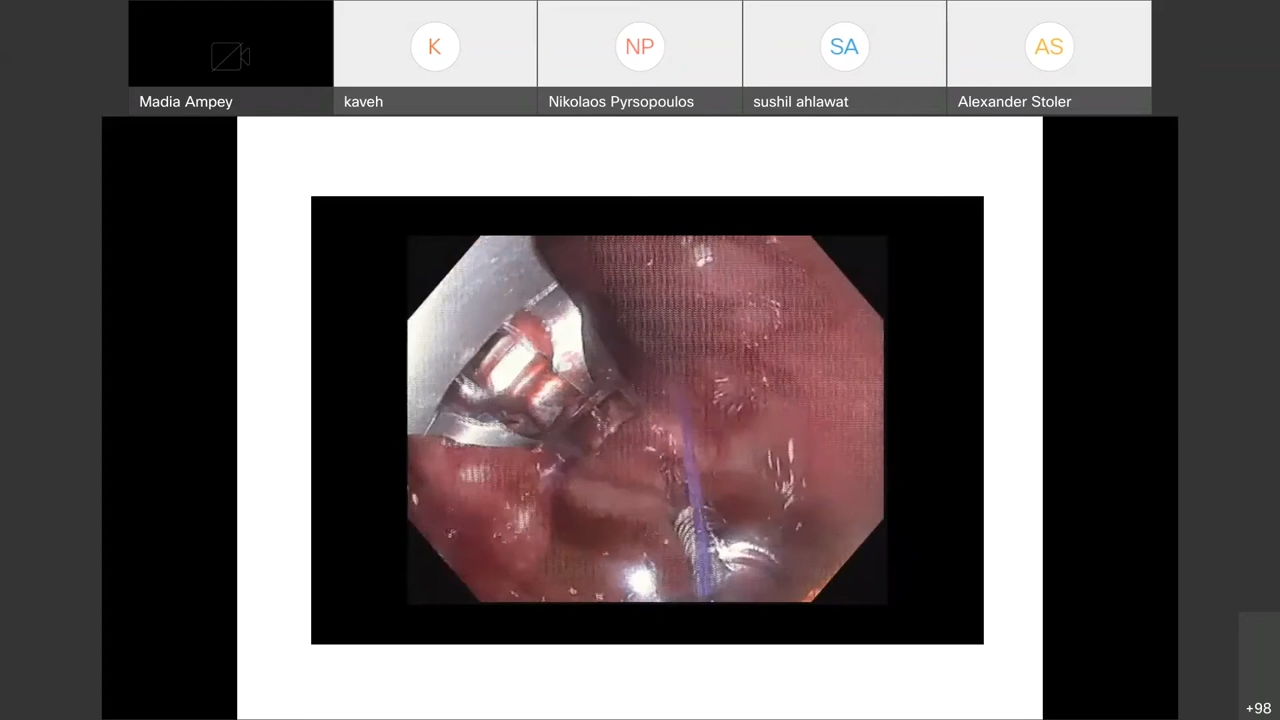 K
NP
SA
AS
Madia Ampey
kaveh
Nikolaos Pyrsopoulos
sushil ahlawat
Alexander Stoler
+98